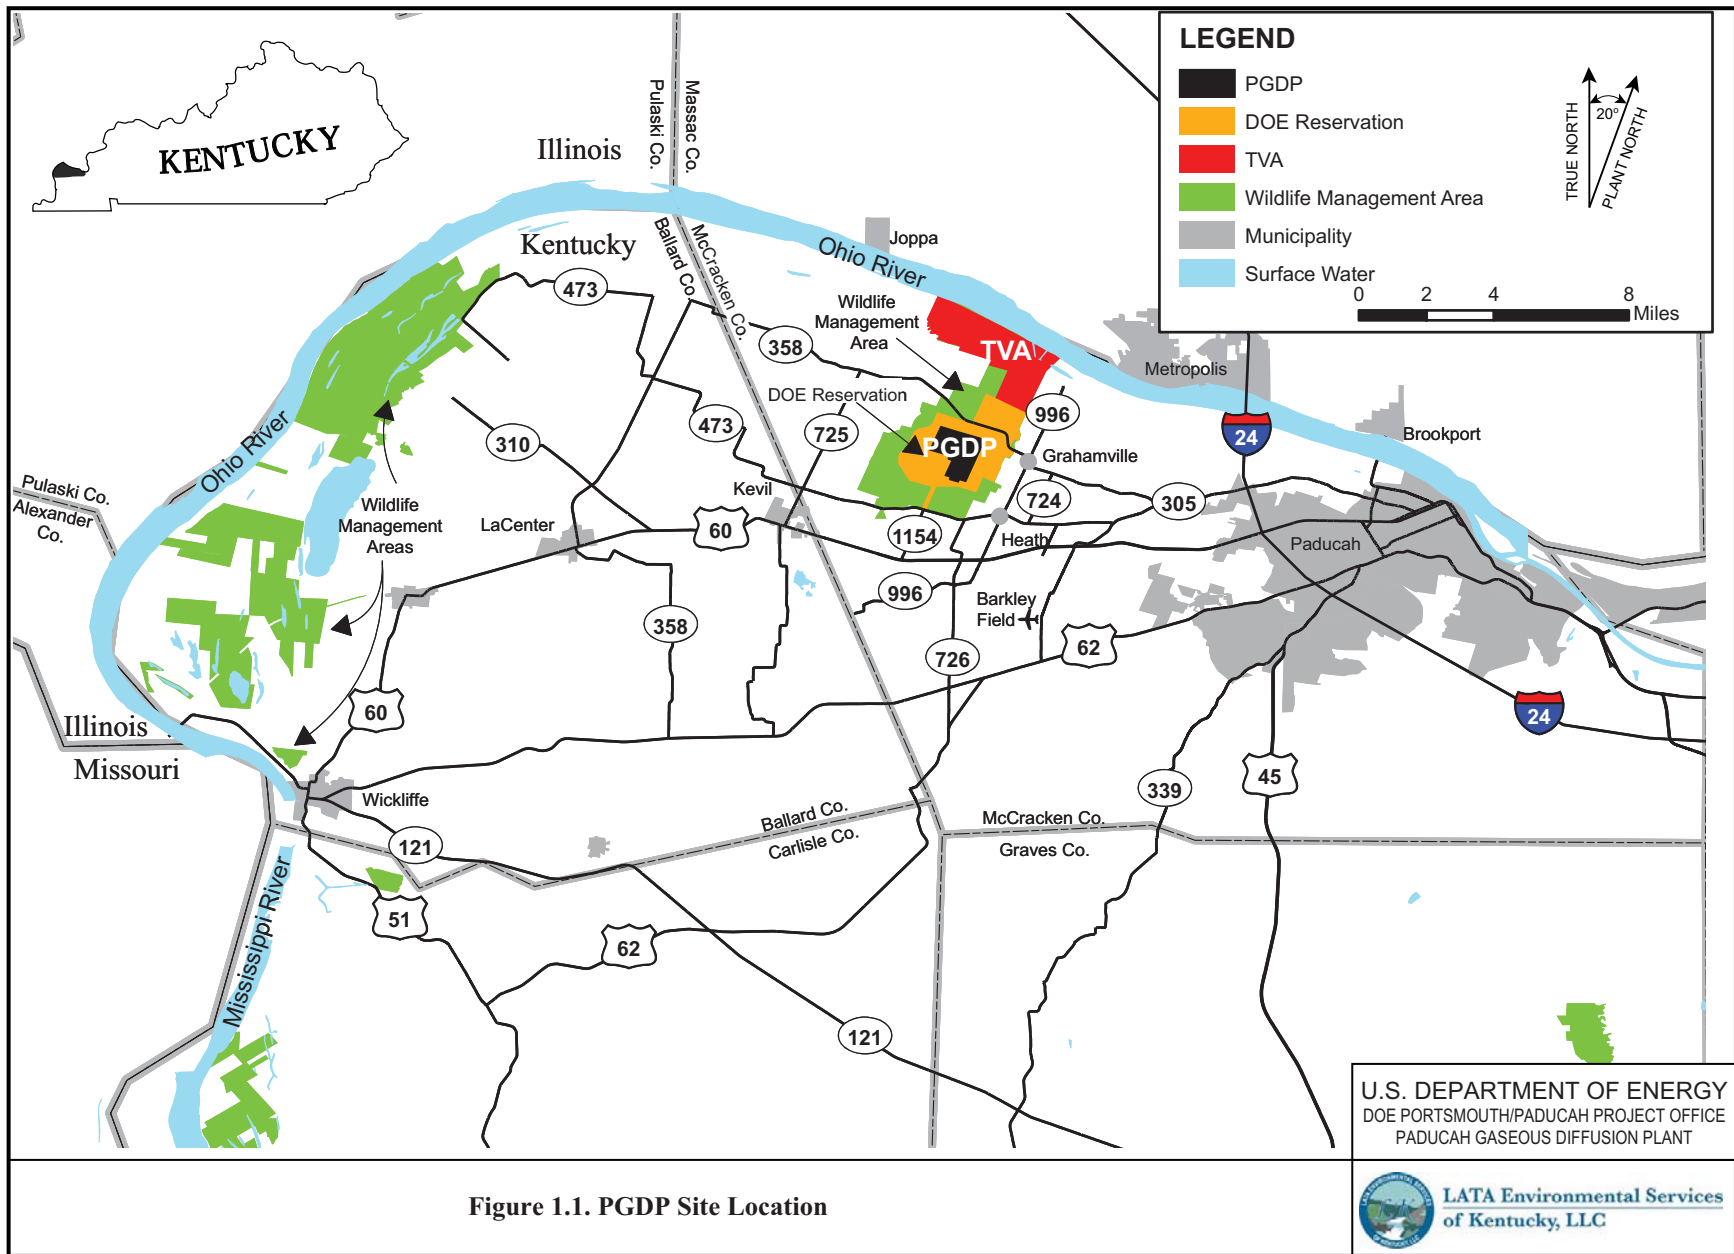 LEGEND
PGDP
DOE Reservation
TVA
Wildlife Management Area
Municipality
Surface Water
TRUE NORTH
20°
PLANT NORTH
0 2 4 8
Miles
KENTUCKY
Illinois
Pulaski Co.
Massac Co.
Kentucky
Ballard Co.
McCracken Co.
Ohio River
Joppa
473
358
Wildlife
Management
Area
TVA
Metropolis
DOE Reservation
996
473
725
310
PGDP
24
Brookport
Grahamville
Ohio River
Pulaski Co.
Alexander
Co.
Wildlife
Management
Areas
Kevil
724
305
LaCenter
60
1154
Heath
Paducah
996
Barkley
Field
358
726
62
60
24
Illinois
Missouri
45
339
Wickliffe
Ballard Co.
Carlisle Co.
McCracken Co.
Graves Co.
121
51
62
Mississippi River
121
U.S. DEPARTMENT OF ENERGY
DOE PORTSMOUTH/PADUCAH PROJECT OFFICE
PADUCAH GASEOUS DIFFUSION PLANT
Figure 1.1. PGDP Site Location
LATA ENVIRONMENTAL SERVICES
OF KENTUCKY, LLC
LATA Environmental Services
of Kentucky, LLC